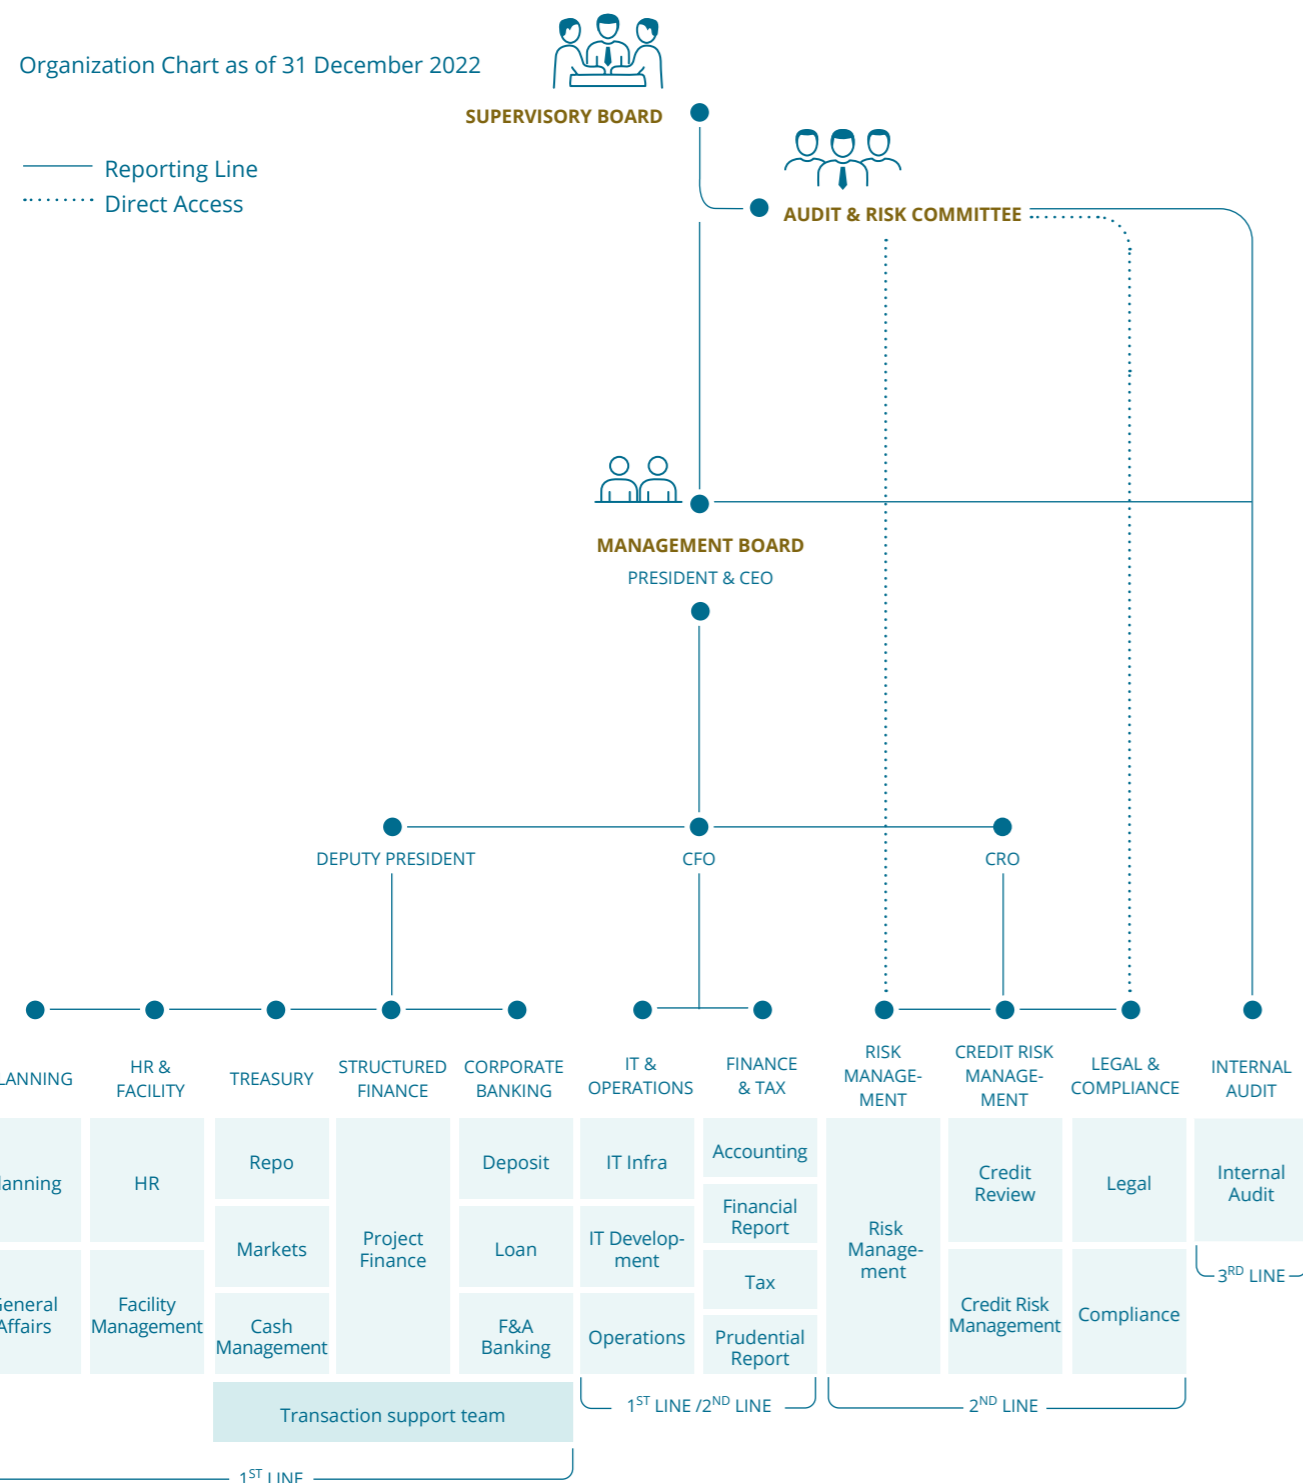 Organization Chart as of 31 December 2022
SUPERVISORY BOARD
Reporting Line
Direct Access
AUDIT & RISK COMMITTEE
MANAGEMENT BOARD
PRESIDENT & CEO
DEPUTY PRESIDENT
CFO
CRO
LANNING
HR &
FACILITY
TREASURY
STRUCTURED
FINANCE
CORPORATE
BANKING
IT &
OPERATIONS
FINANCE
& TAX
RISK
MANAGE-
MENT
CREDIT RISK
MANAGE-
MENT
LEGAL &
COMPLIANCE
INTERNAL
AUDIT
lanning
General
Affairs
HR
Facility
Management
Repo
Markets
Cash
Management
Project
Finance
Deposit
Loan
F&A
Banking
IT Infra
IT Develop-
ment
Operations
Accounting
Financial
Report
Tax
Prudential
Report
Risk
Manage-
ment
Credit
Review
Credit Risk
Management
Legal
Compliance
Internal
Audit
3RD LINE
Transaction support team
1ST LINE /2ND LINE
2ND LINE
1ST LINE